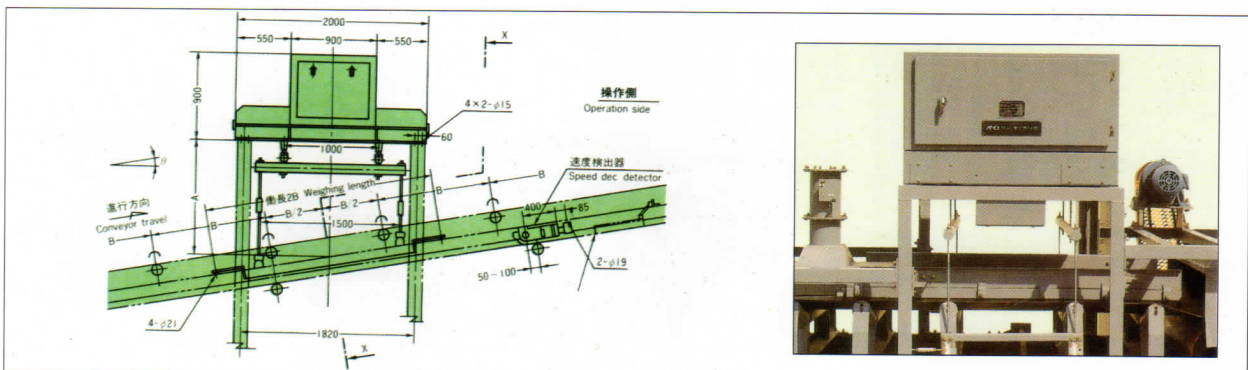 2000
550
900
550
X
900
4×2-φ15
操作側
Operation side
60
1000
θ
A
速度検出器
Speed dec detector
進行方向
Conveyor travel
働長2B Weighing length
B
B
B/2
B/2
B
B
1500
400
85
50-100
2-φ19
4-φ21
1820
X